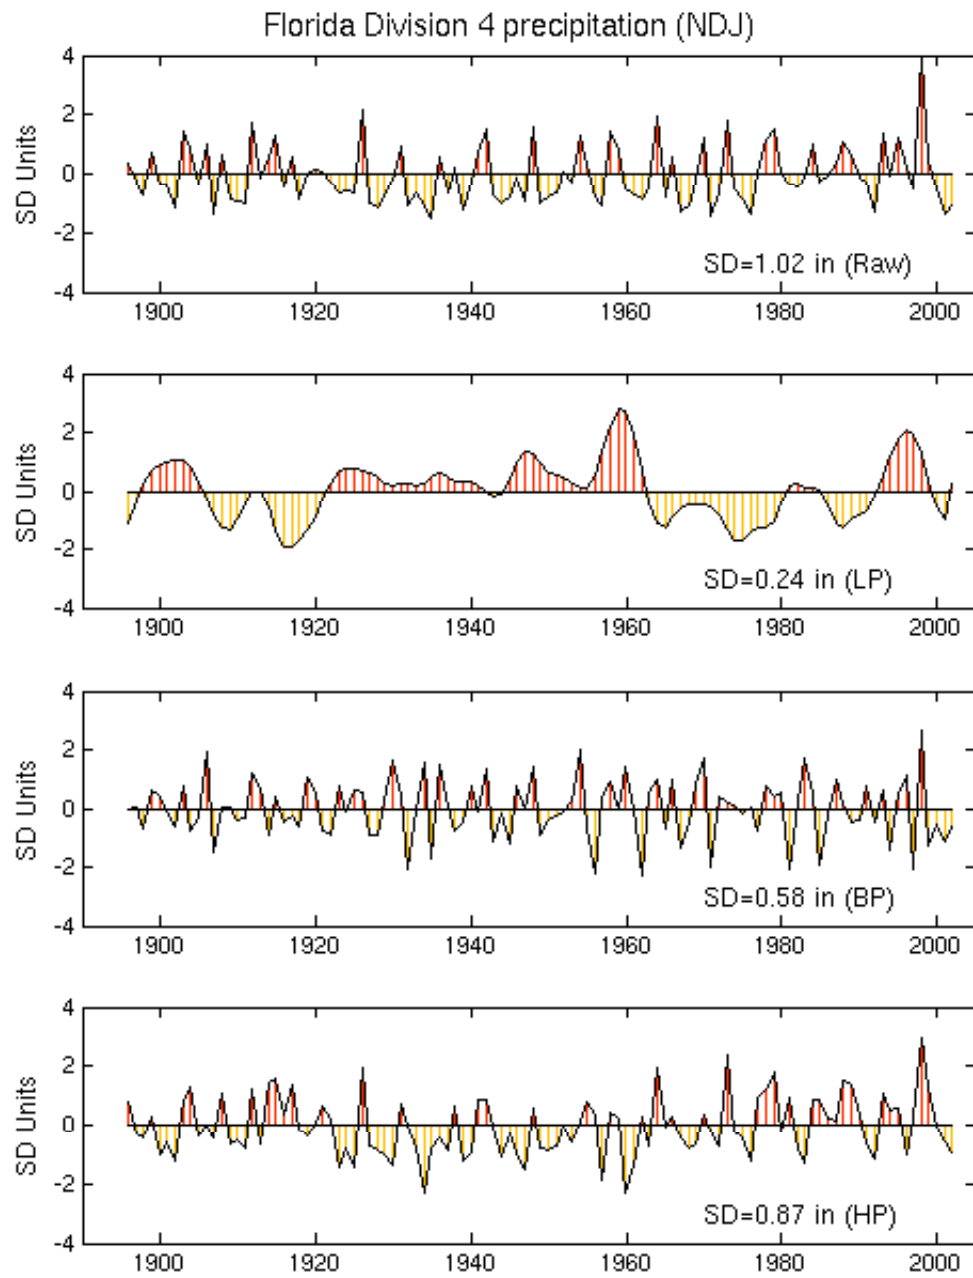 Florida Division 4 precipitation (NDJ)
4
2
0
-2
-4
SD Units
SD=1.02 in (Raw)
1900 1920 1940 1960 1980 2000
4
2
0
-2
-4
SD Units
SD=0.24 in (LP)
1900 1920 1940 1960 1980 2000
4
2
0
-2
-4
SD Units
SD=0.58 in (BP)
1900 1920 1940 1960 1980 2000
4
2
0
-2
-4
SD Units
SD=0.87 in (HP)
1900 1920 1940 1960 1980 2000